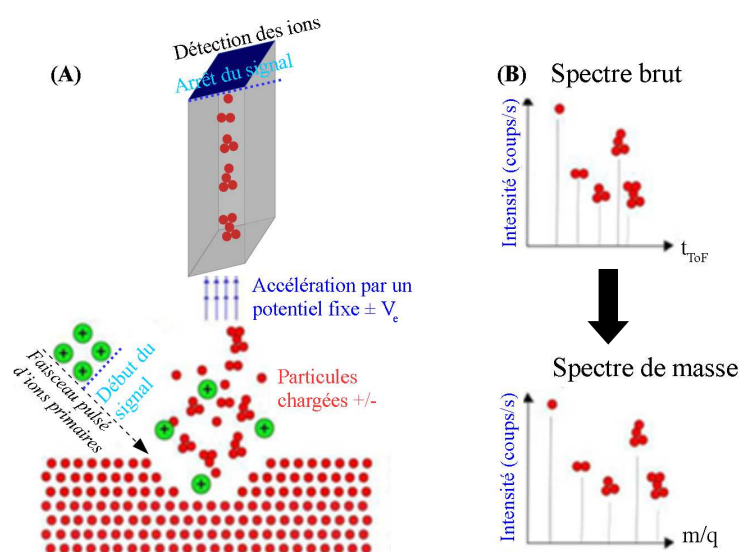 (A)
Détection des ions
Arrêt du signal
Accélération par un
potentiel fixe ± Ve
Début du
signal
Faisceau pulsé
d'ions primaires
Particules
chargées +/-
(B)
Spectre brut
Intensité (coups/s)
tToF
Spectre de masse
Intensité (coups/s)
m/q